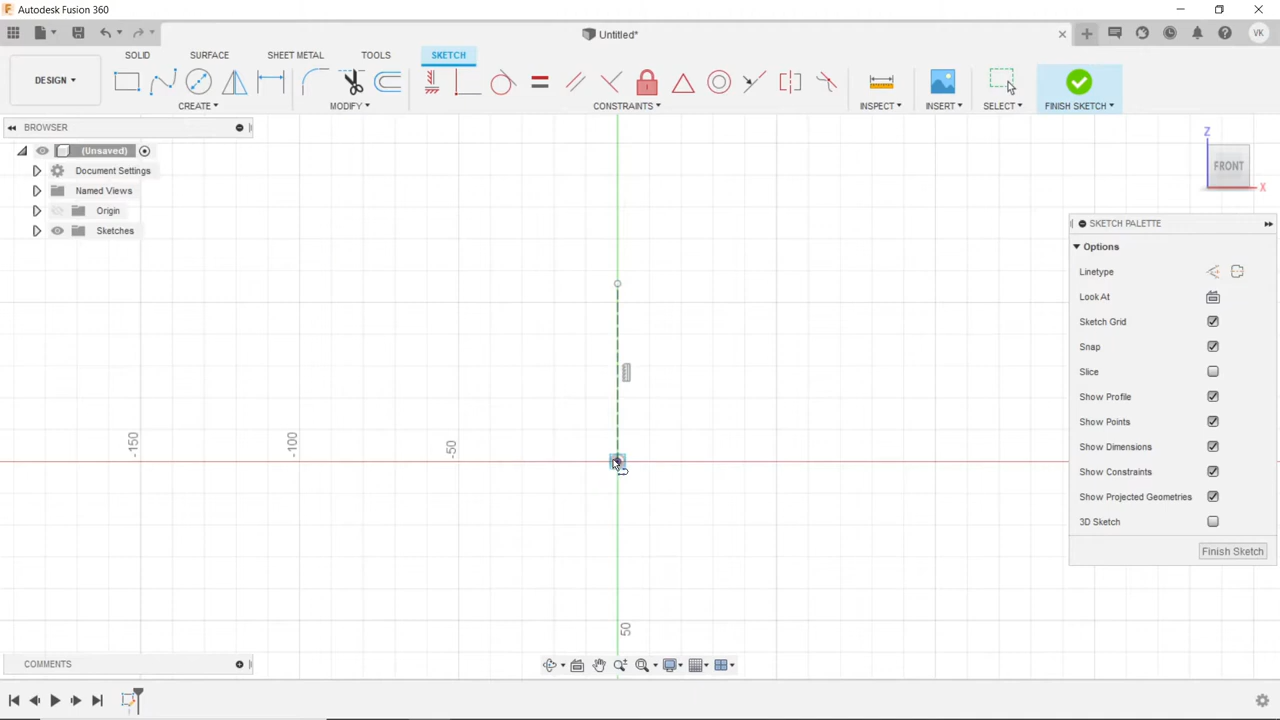 Autodesk Fusion 360
Untitled*
VK
DESIGN
SOLID
SURFACE
SHEET METAL
TOOLS
SKETCH
CREATE
MODIFY
CONSTRAINTS
INSPECT
INSERT
SELECT
FINISH SKETCH
BROWSER
(Unsaved)
Document Settings
Named Views
Origin
Sketches
Z
FRONT
X
SKETCH PALETTE
Options
Linetype
Look At
Sketch Grid
Snap
Slice
Show Profile
Show Points
Show Dimensions
Show Constraints
Show Projected Geometries
3D Sketch
Finish Sketch
-150
-100
-50
50
COMMENTS